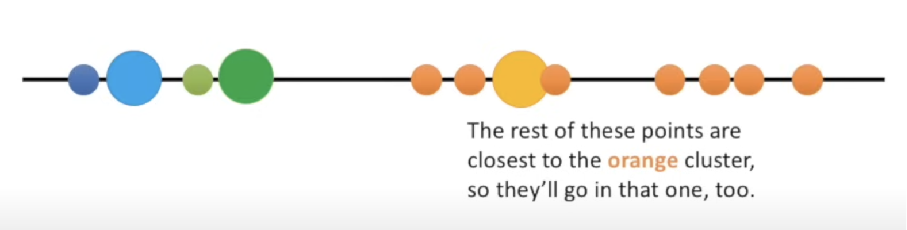 The rest of these points are
closest to the orange cluster,
so they’ll go in that one, too.